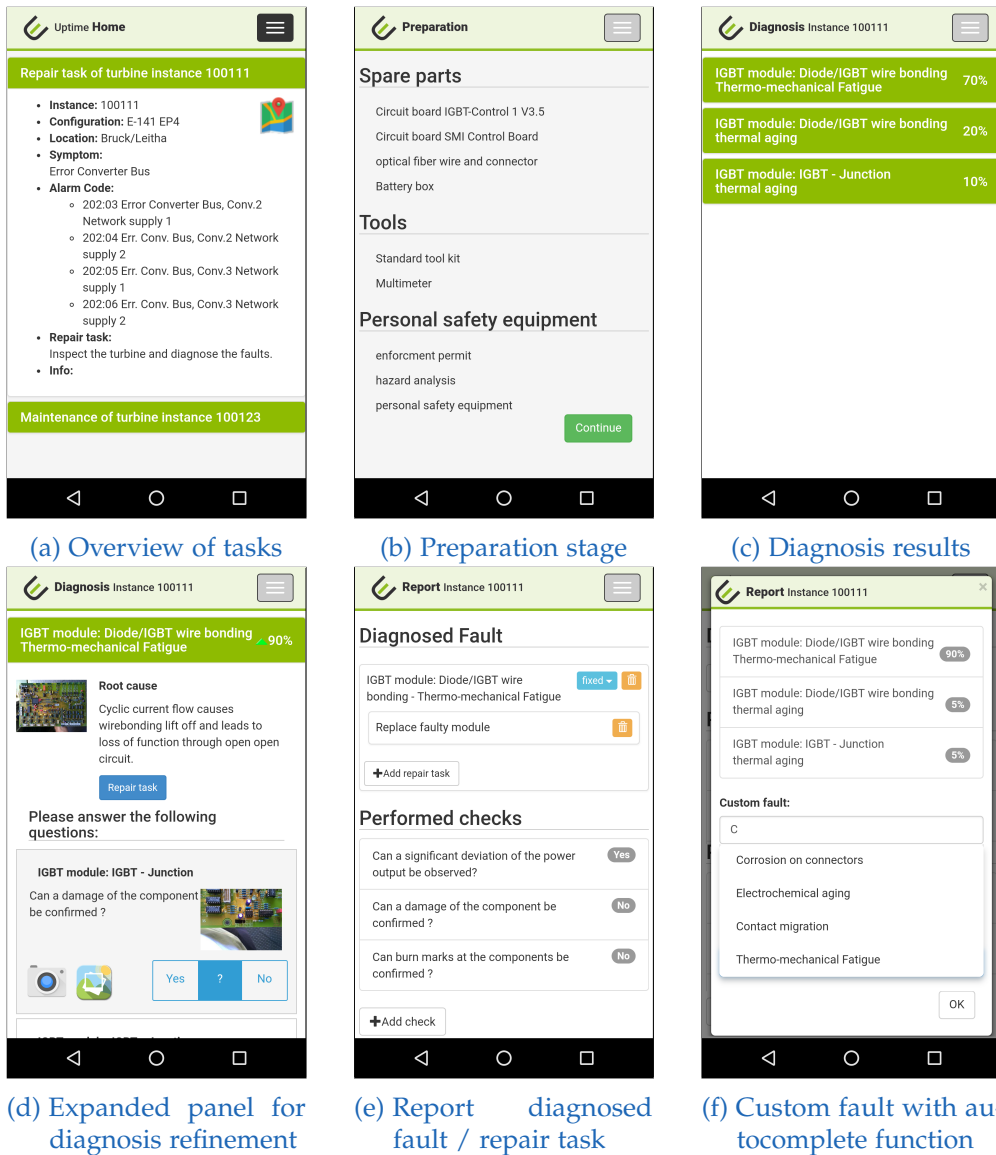 Uptime Home
Repair task of turbine instance 100111
• Instance: 100111
• Configuration: E-141 EP4
• Location: Bruck/Leitha
• Symptom:
Error Converter Bus
• Alarm Code:
◦ 202:03 Error Converter Bus, Conv.2
Network supply 1
◦ 202:04 Err. Conv. Bus, Conv.2 Network
supply 2
◦ 202:05 Err. Conv. Bus, Conv.3 Network
supply 1
◦ 202:06 Err. Conv. Bus, Conv.3 Network
supply 2
• Repair task:
Inspect the turbine and diagnose the faults.
• Info:
Maintenance of turbine instance 100123
(a) Overview of tasks
Preparation
Spare parts
Circuit board IGBT-Control 1 V3.5
Circuit board SMI Control Board
optical fiber wire and connector
Battery box
Tools
Standard tool kit
Multimeter
Personal safety equipment
enforcment permit
hazard analysis
personal safety equipment
Continue
(b) Preparation stage
Diagnosis Instance 100111
IGBT module: Diode/IGBT wire bonding
Thermo-mechanical Fatigue 70%
IGBT module: Diode/IGBT wire bonding
thermal aging 20%
IGBT module: IGBT - Junction
thermal aging 10%
(c) Diagnosis results
Diagnosis Instance 100111
IGBT module: Diode/IGBT wire bonding
Thermo-mechanical Fatigue 90%
Root cause
Cyclic current flow causes
wirebonding lift off and leads to
loss of function through open open
circuit.
Repair task
Please answer the following
questions:
IGBT module: IGBT - Junction
Can a damage of the component
be confirmed ?
Yes ? No
(d) Expanded panel for
diagnosis refinement
Report Instance 100111
Diagnosed Fault
IGBT module: Diode/IGBT wire
bonding - Thermo-mechanical Fatigue
fixed
Replace faulty module
+Add repair task
Performed checks
Can a significant deviation of the power
output be observed?
Yes
Can a damage of the component be
confirmed ?
No
Can burn marks at the components be
confirmed ?
No
+Add check
(e) Report diagnosed
fault / repair task
Report Instance 100111
×
IGBT module: Diode/IGBT wire bonding
Thermo-mechanical Fatigue
90%
IGBT module: Diode/IGBT wire bonding
thermal aging
5%
IGBT module: IGBT - Junction
thermal aging
5%
Custom fault:
C
Corrosion on connectors
Electrochemical aging
Contact migration
Thermo-mechanical Fatigue
OK
(f) Custom fault with au-
tocomplete function